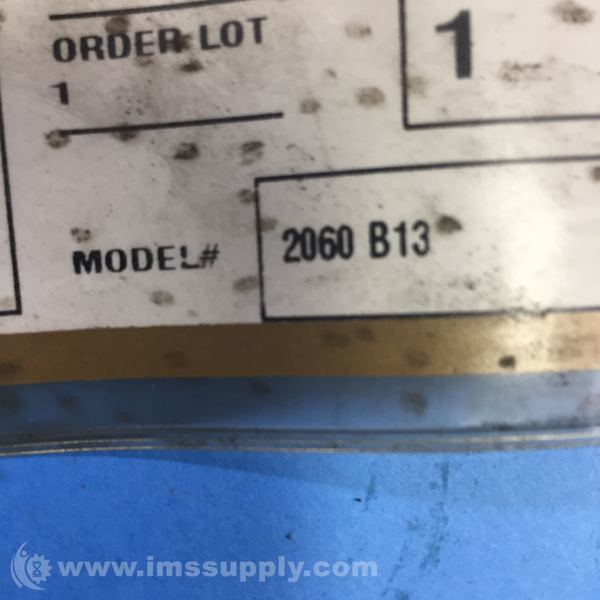 ORDER LOT
1
1
MODEL#
2060 B13
www.imssupply.com